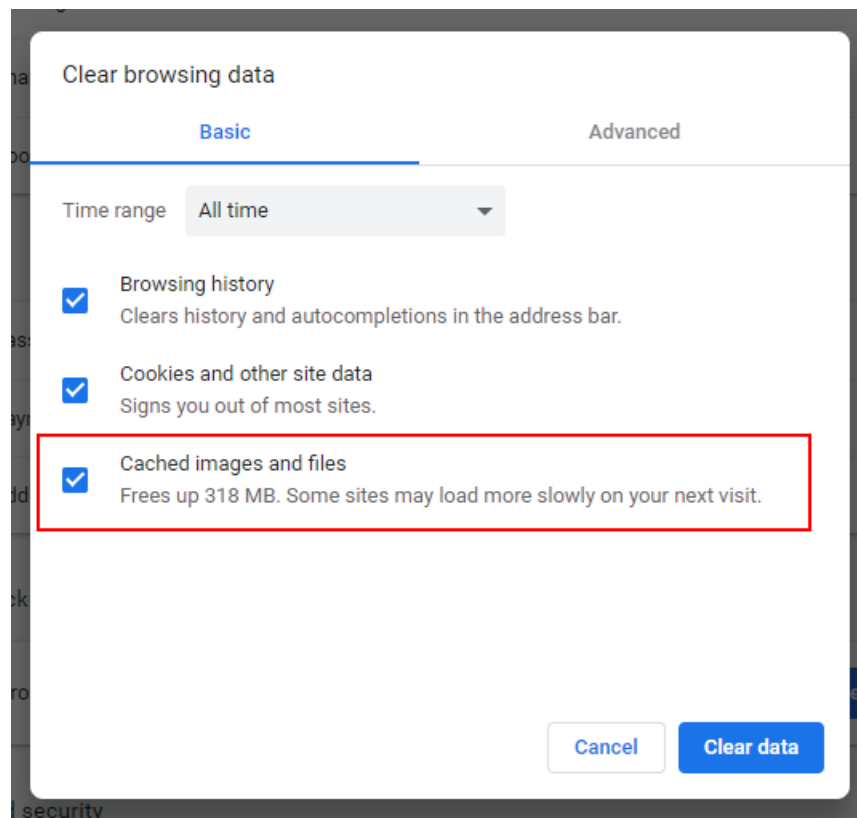 Clear browsing data
Basic Advanced
Time range All time
Browsing history
Clears history and autocompletions in the address bar.
Cookies and other site data
Signs you out of most sites.
Cached images and files
Frees up 318 MB. Some sites may load more slowly on your next visit.
Cancel Clear data
security